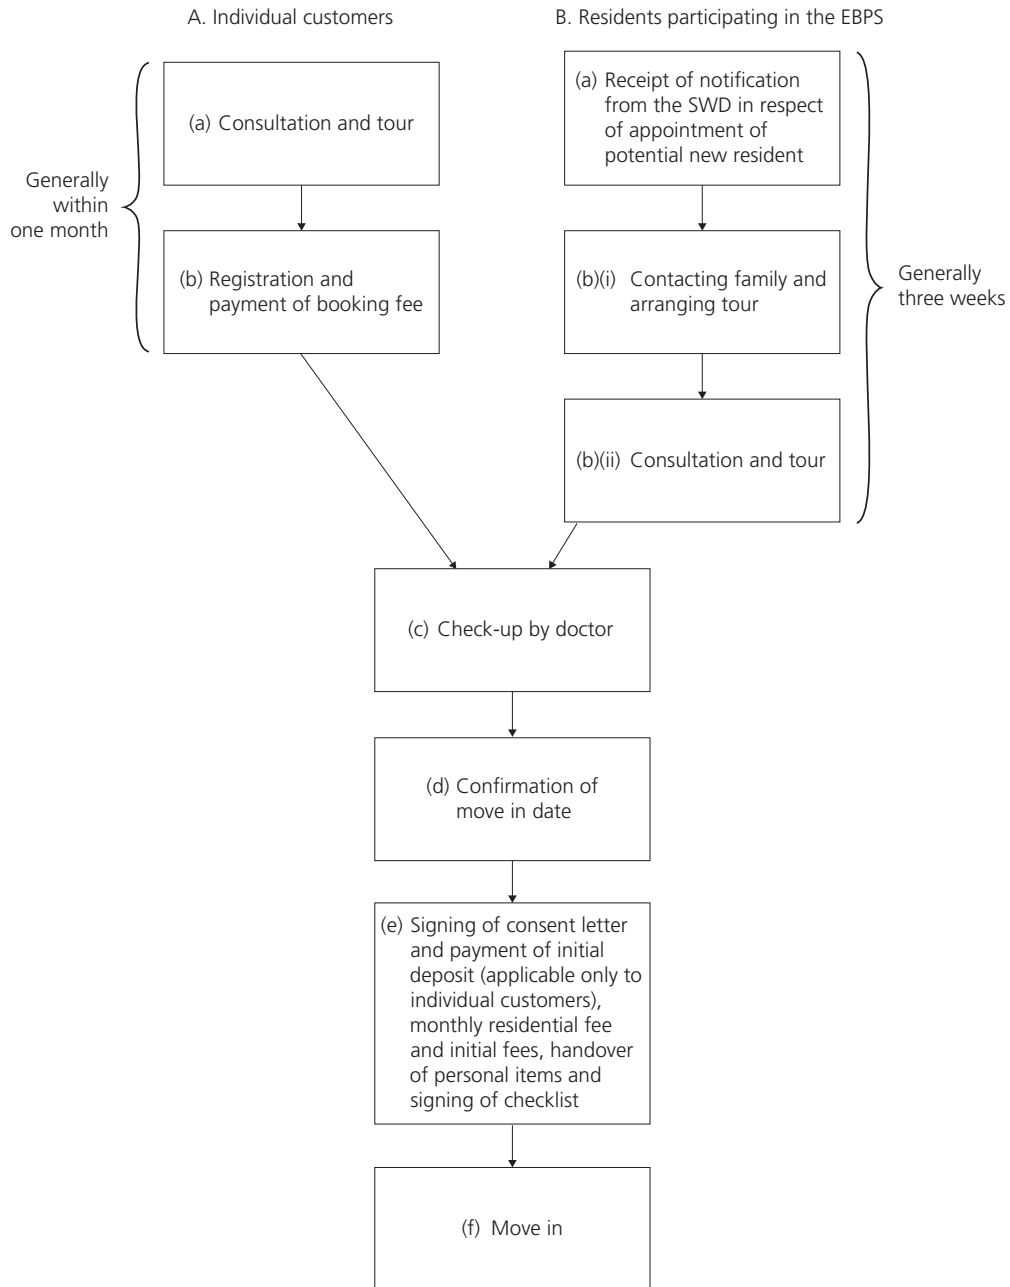 A. Individual customers
(a) Consultation and tour
(b) Registration and
payment of booking fee
Generally
within
one month
B. Residents participating in the EBPS
(a) Receipt of notification
from the SWD in respect
of appointment of
potential new resident
(b)(i) Contacting family and
arranging tour
(b)(ii) Consultation and tour
Generally
three weeks
(c) Check-up by doctor
(d) Confirmation of
move in date
(e) Signing of consent letter
and payment of initial
deposit (applicable only to
individual customers),
monthly residential fee
and initial fees, handover
of personal items and
signing of checklist
(f) Move in